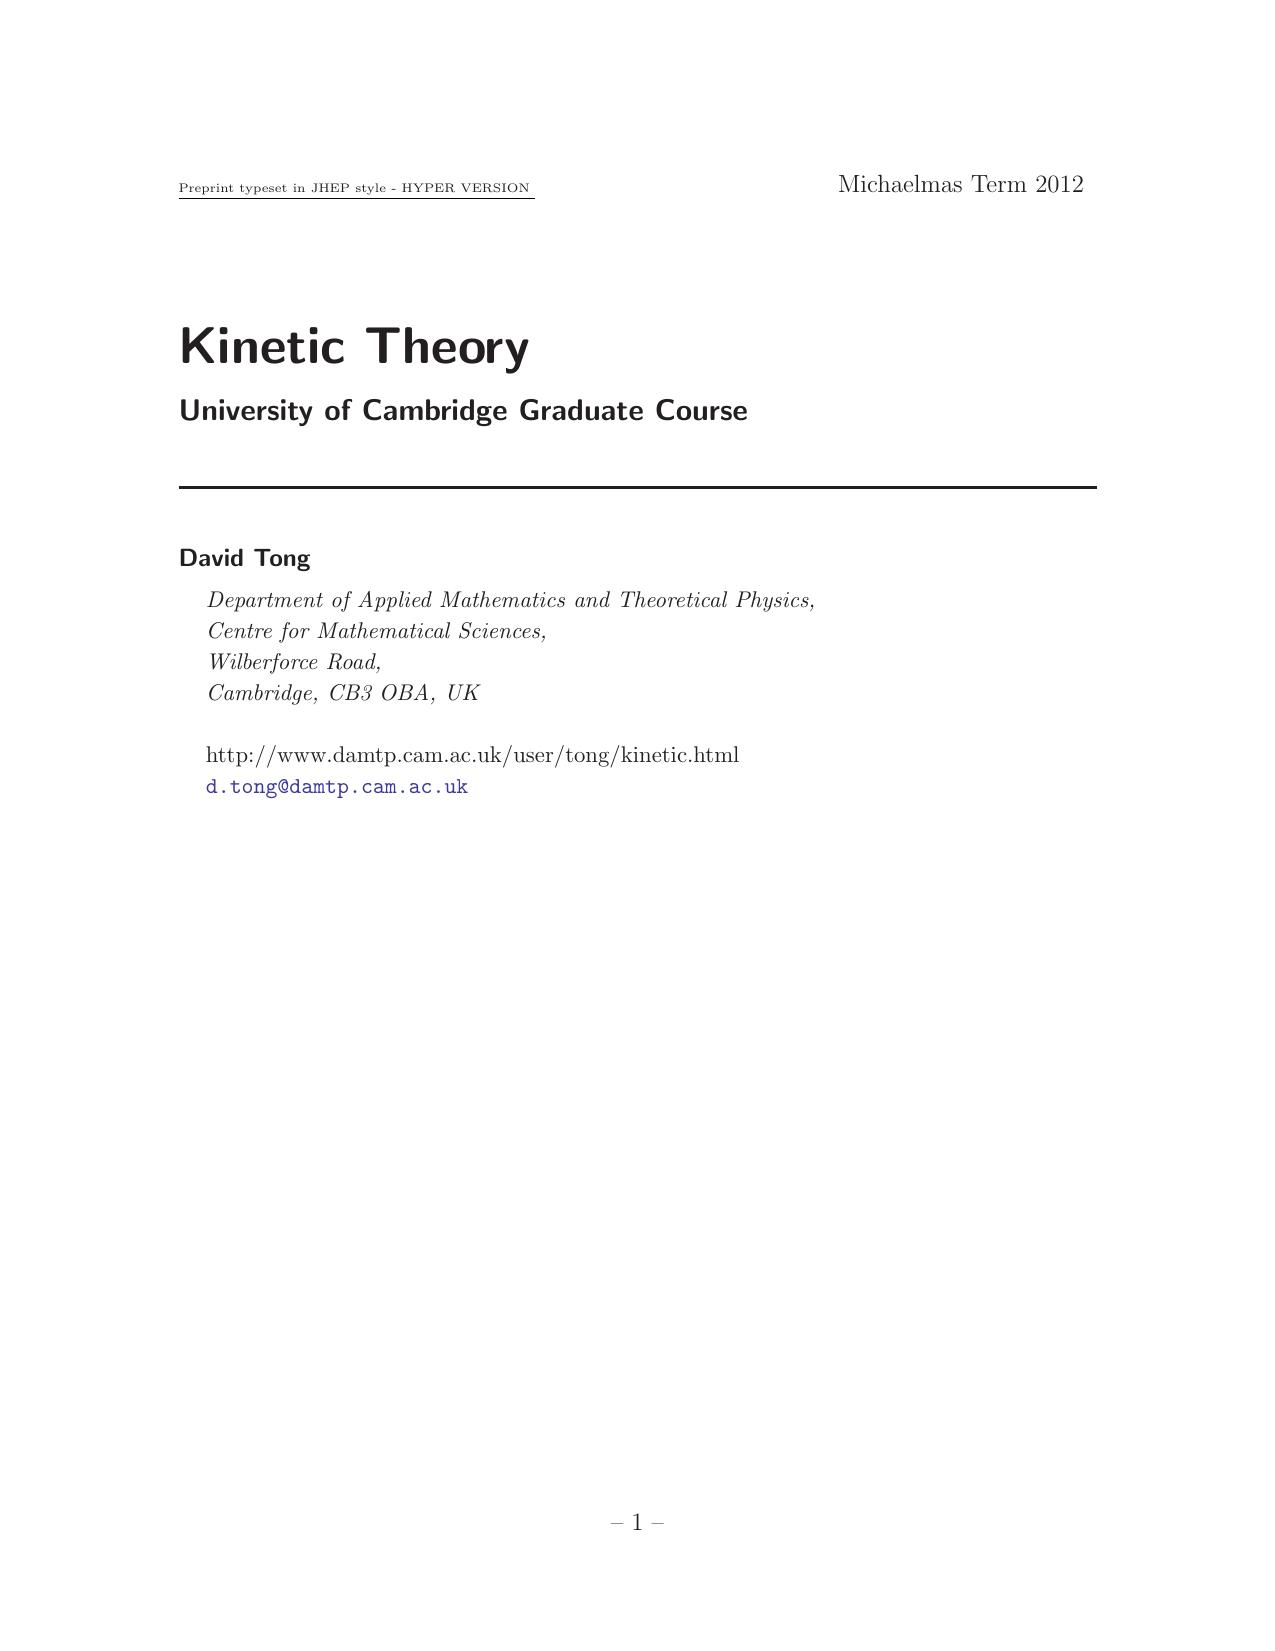 Preprint typeset in JHEP style - HYPER VERSION
Michaelmas Term 2012
Kinetic Theory
University of Cambridge Graduate Course
David Tong
Department of Applied Mathematics and Theoretical Physics,
Centre for Mathematical Sciences,
Wilberforce Road,
Cambridge, CB3 OBA, UK
http://www.damtp.cam.ac.uk/user/tong/kinetic.html
d.tong@damtp.cam.ac.uk
– 1 –